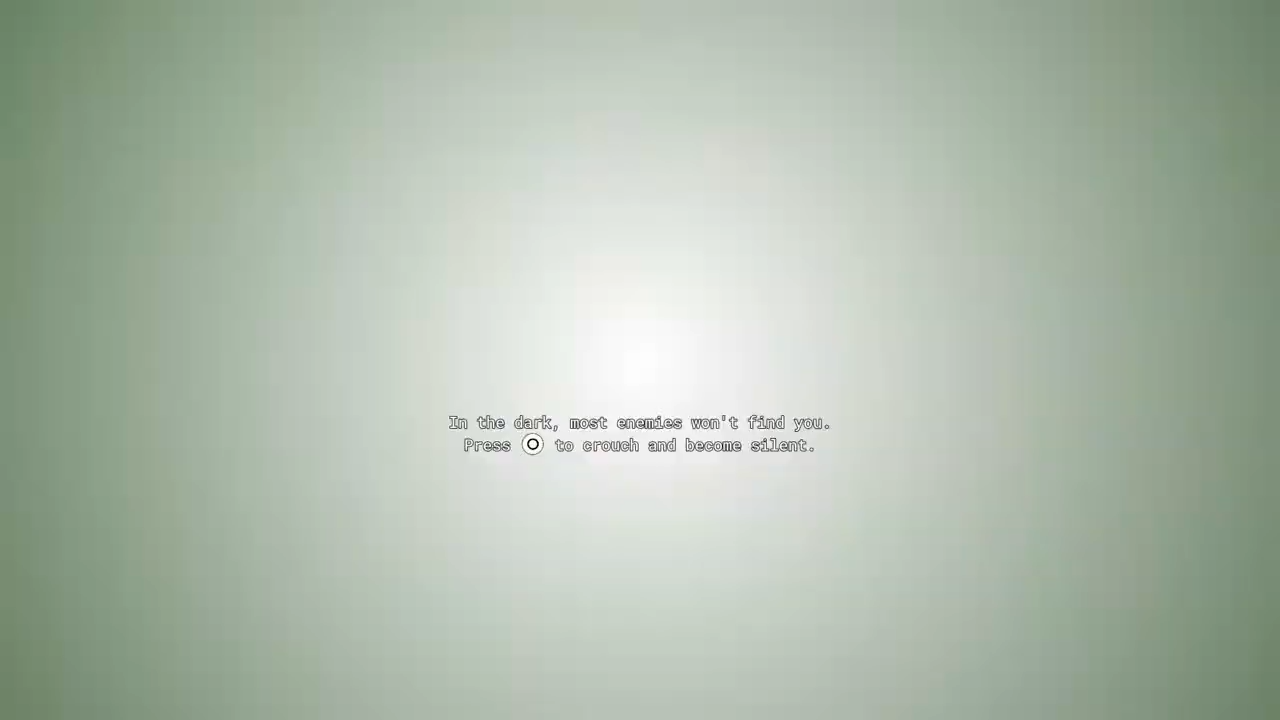 In the dark, most enemies won't find you.
Press O to crouch and become silent.